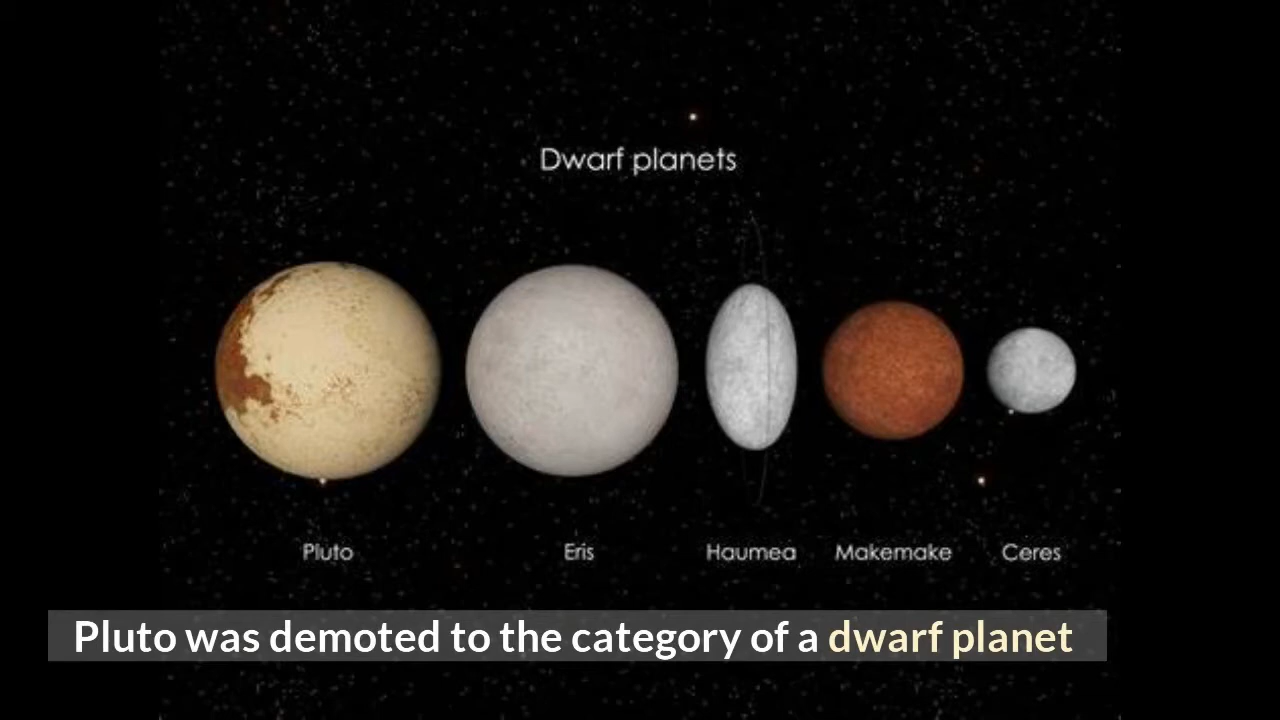 Dwarf planets
Pluto Eris Haumea Makemake Ceres
Pluto was demoted to the category of a dwarf planet